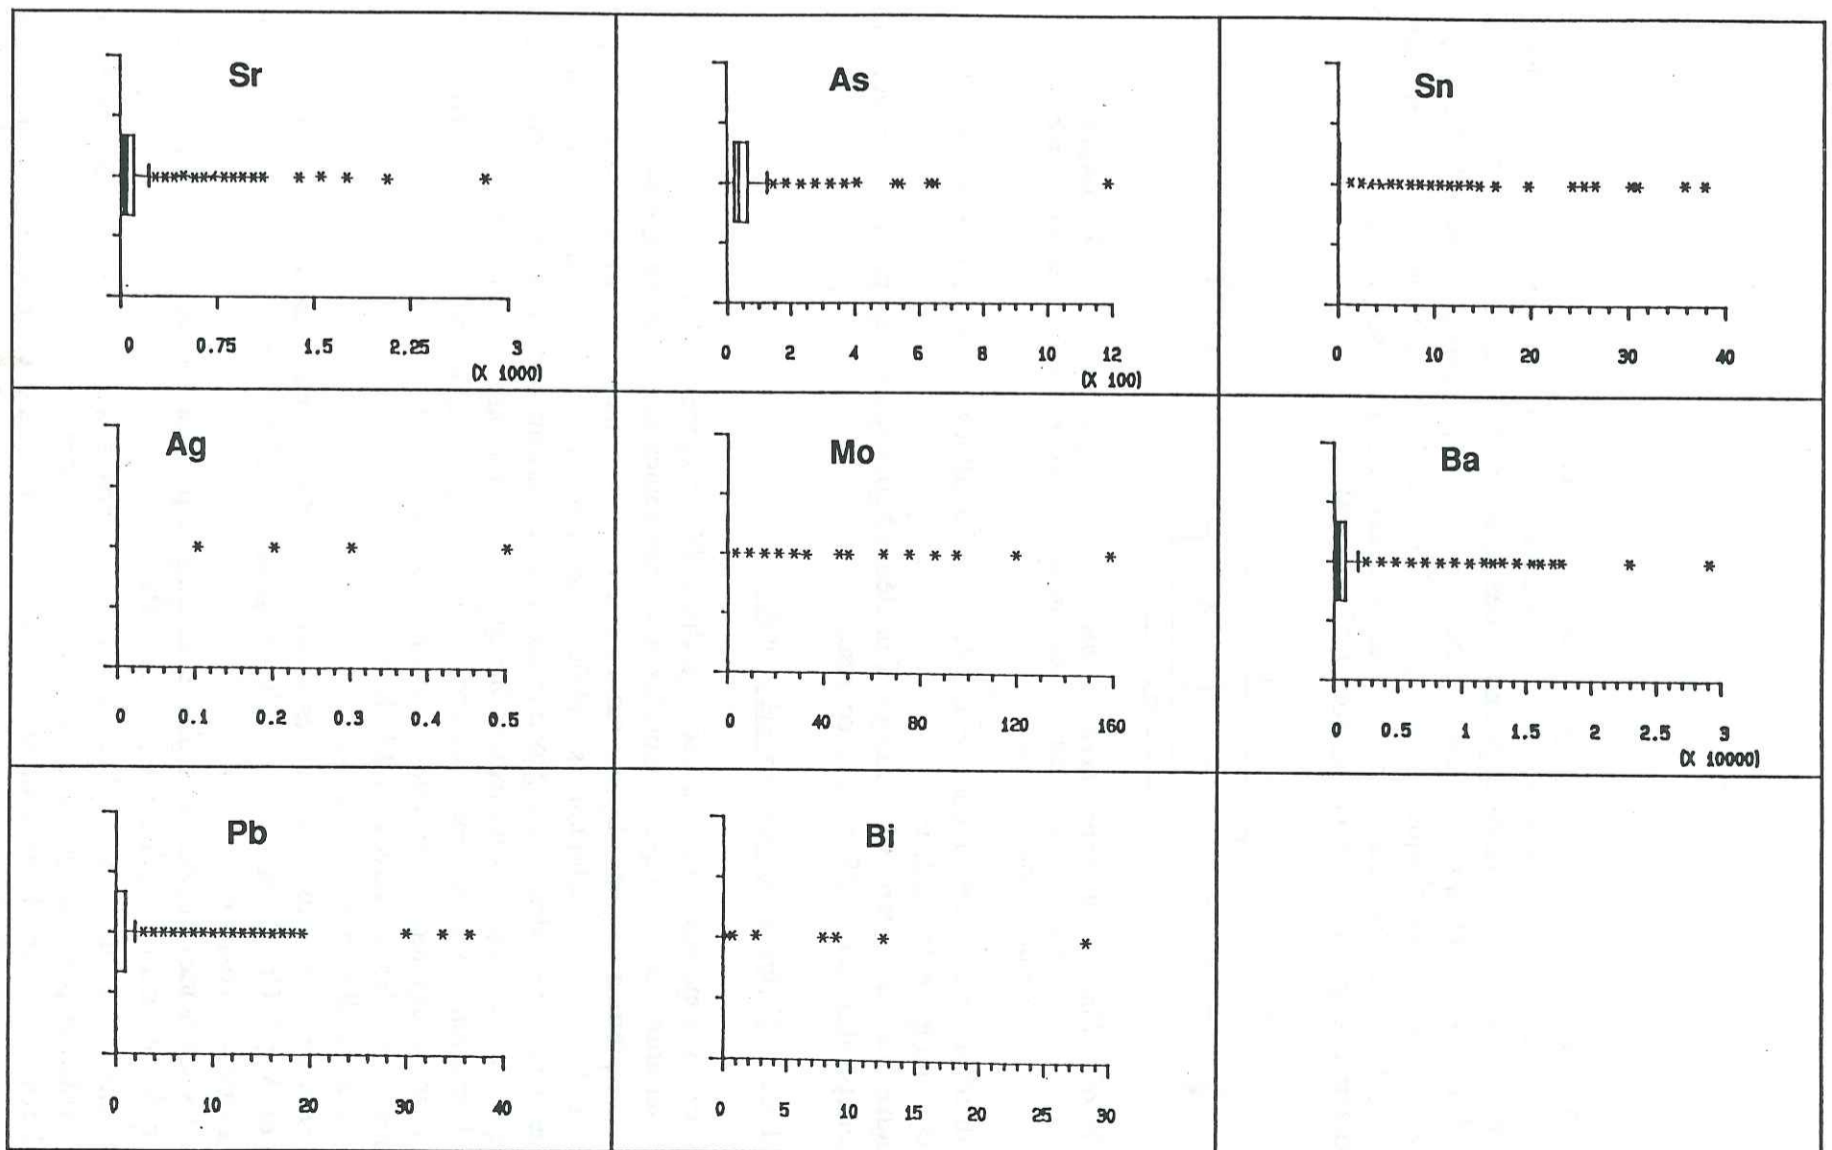 Sr
0 0.75 1.5 2.25 3
(X 1000)
As
0 2 4 6 8 10 12
(X 100)
Sn
0 10 20 30 40
Ag
0 0.1 0.2 0.3 0.4 0.5
Mo
0 40 80 120 160
Ba
0 0.5 1 1.5 2 2.5 3
(X 10000)
Pb
0 10 20 30 40
Bi
0 5 10 15 20 25 30